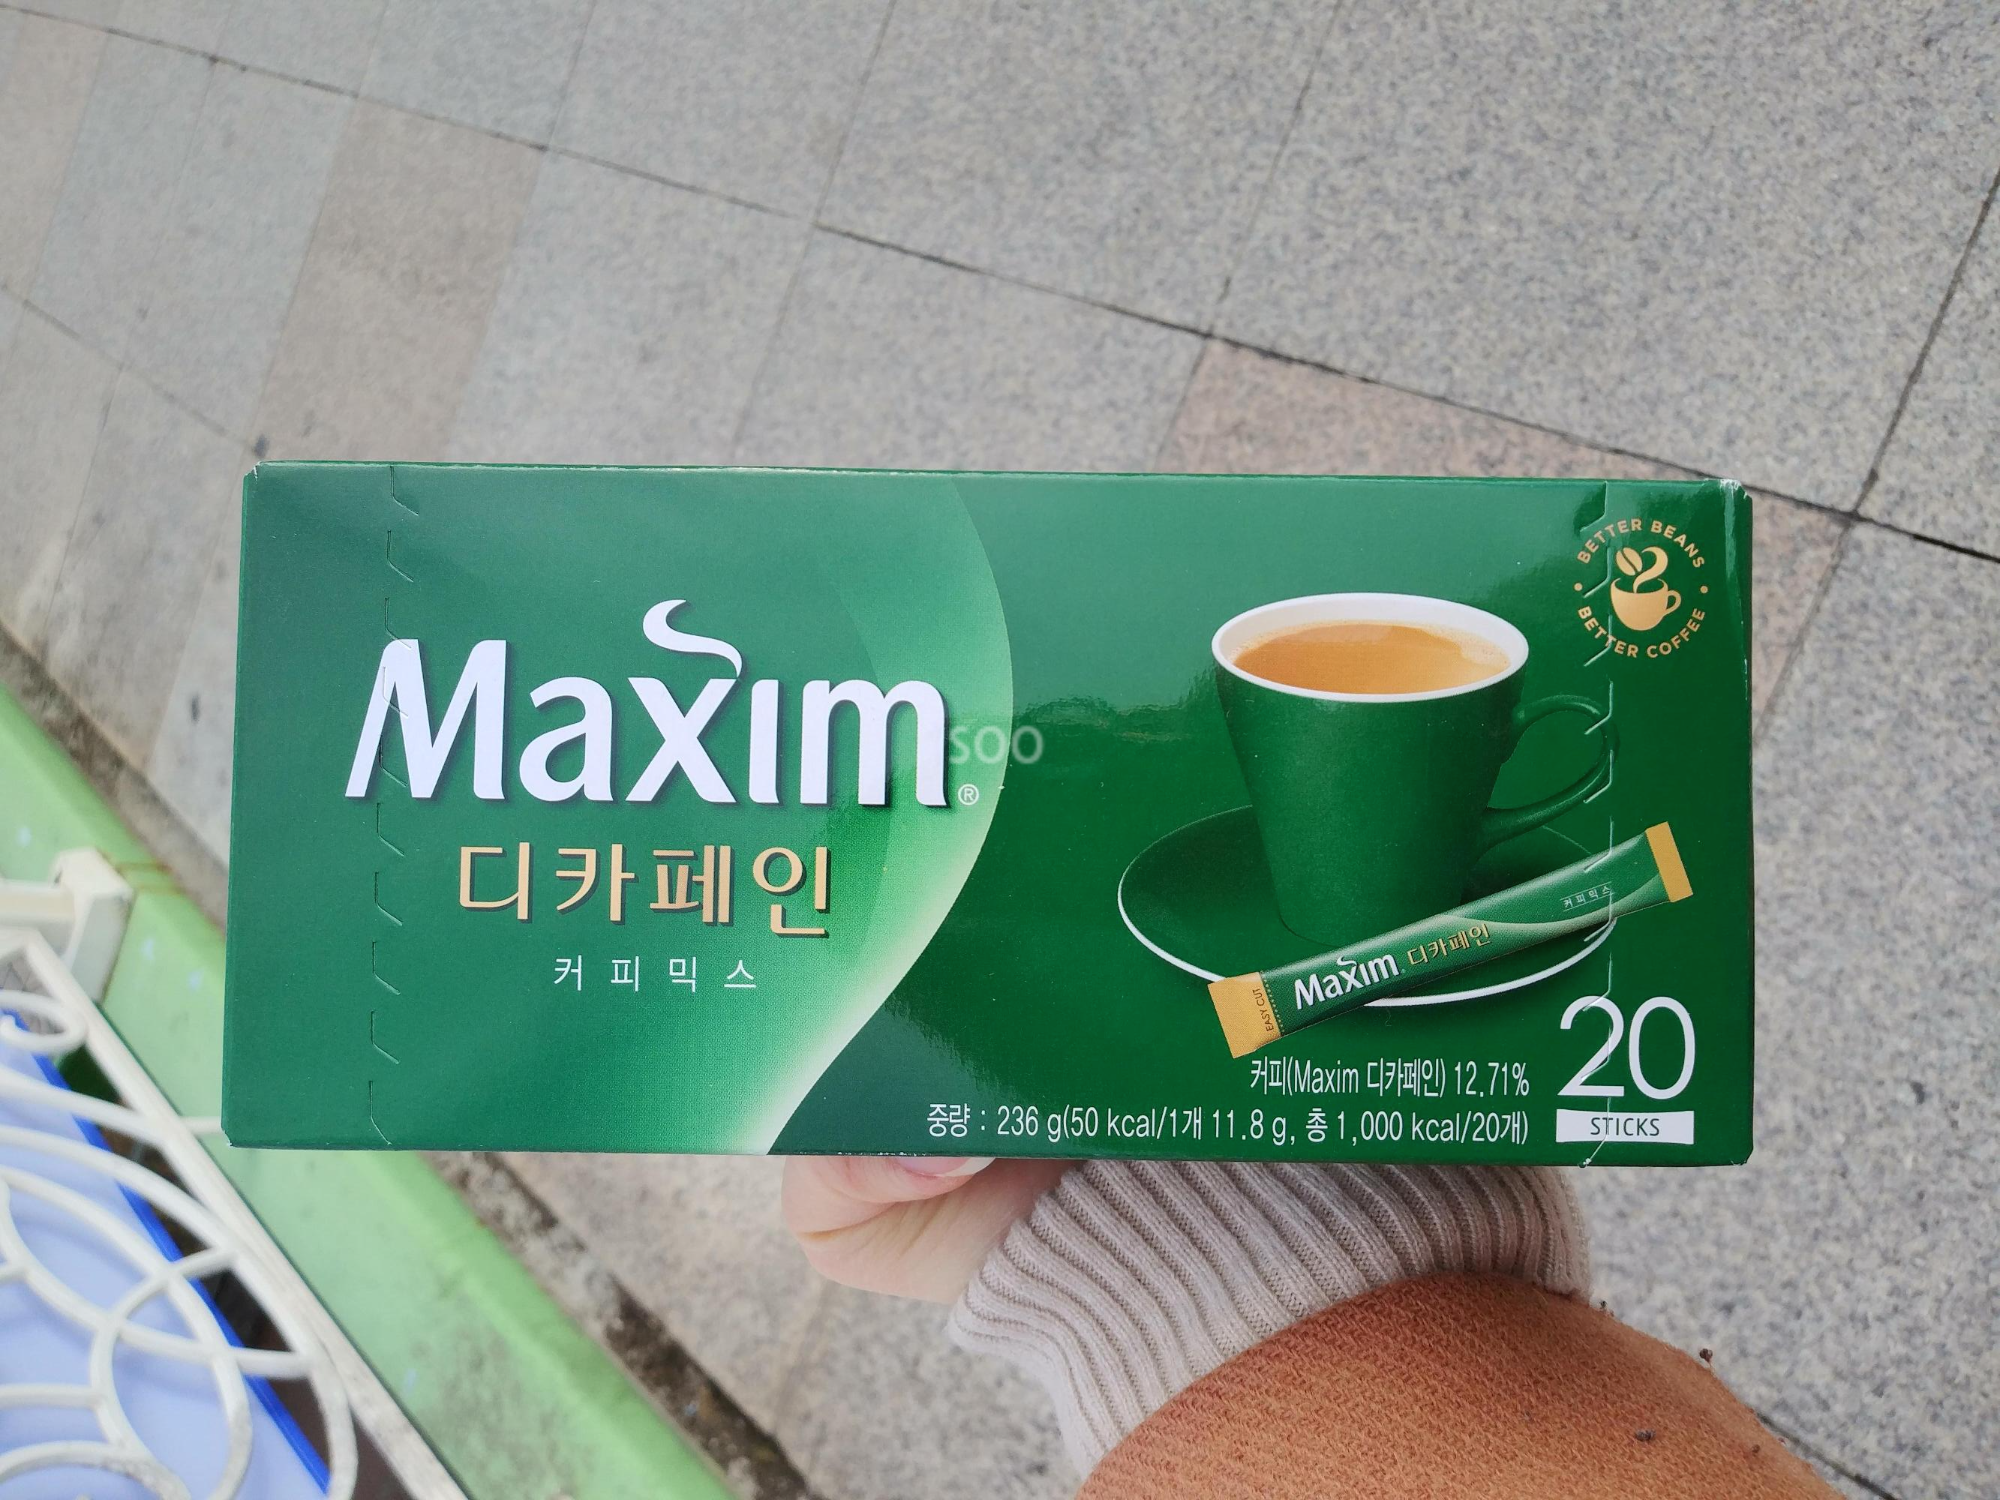 BETTER BEANS
BETTER COFFEE
Maxim®
soo
디카페인
커피믹스
커피믹스
Maxim 디카페인
EASY CUT
커피(Maxim 디카페인) 12.71%
중량 : 236 g(50 kcal/1개 11.8 g, 총 1,000 kcal/20개)
20
STICKS